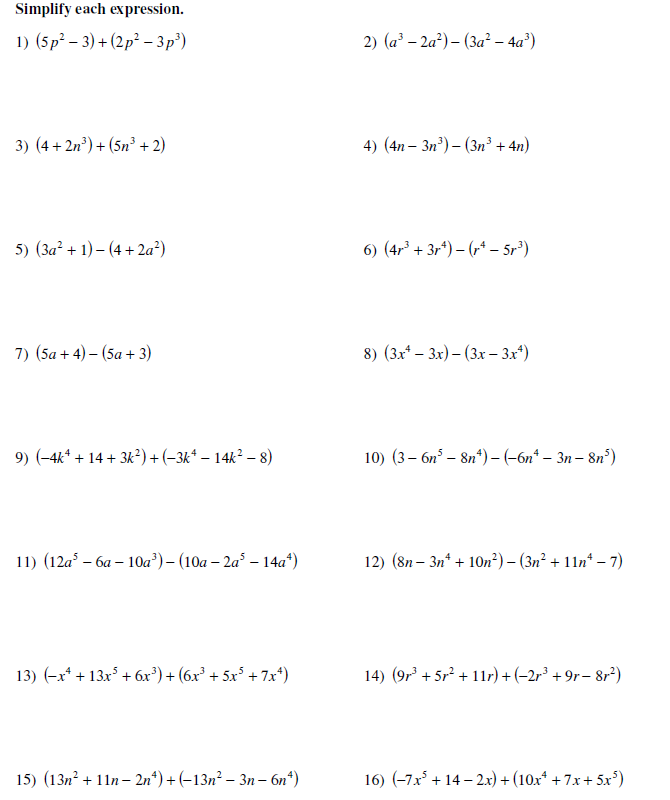 Simplify each expression.
1) (5p² – 3) + (2p² – 3p³)
2) (a³ – 2a²) – (3a² – 4a³)
3) (4 + 2n³) + (5n³ + 2)
4) (4n – 3n³) – (3n³ + 4n)
5) (3a² + 1) – (4 + 2a²)
6) (4r³ + 3r⁴) – (r⁴ – 5r³)
7) (5a + 4) – (5a + 3)
8) (3x⁴ – 3x) – (3x – 3x⁴)
9) (–4k⁴ + 14 + 3k²) + (–3k⁴ – 14k² – 8)
10) (3 – 6n⁵ – 8n⁴) – (–6n⁴ – 3n – 8n⁵)
11) (12a⁵ – 6a – 10a³) – (10a – 2a⁵ – 14a⁴)
12) (8n – 3n⁴ + 10n²) – (3n² + 11n⁴ – 7)
13) (–x⁴ + 13x⁵ + 6x³) + (6x³ + 5x⁵ + 7x⁴)
14) (9r³ + 5r² + 11r) + (–2r³ + 9r – 8r²)
15) (13n² + 11n – 2n⁴) + (–13n² – 3n – 6n⁴)
16) (–7x⁵ + 14 – 2x) + (10x⁴ + 7x + 5x⁵)